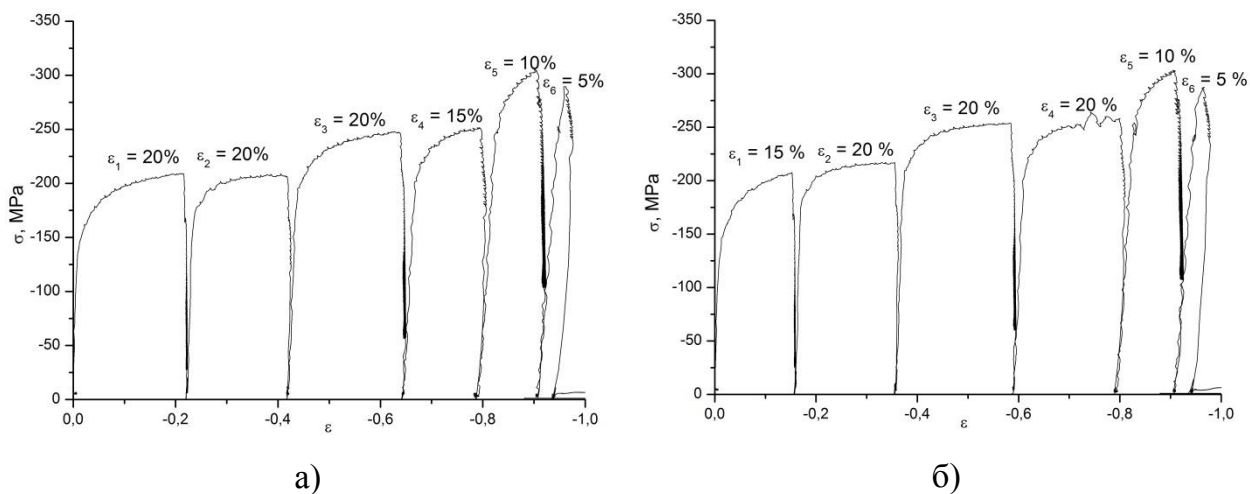 -350
-300
-250
-200
-150
-100
-50
0
σ, MPa
0,0
-0,2
-0,4
-0,6
-0,8
-1,0
ε
ε1 = 20%
ε2 = 20%
ε3 = 20%
ε4 = 15%
ε5 = 10%
ε6 = 5%
а)
-350
-300
-250
-200
-150
-100
-50
0
σ, MPa
0,0
-0,2
-0,4
-0,6
-0,8
-1,0
ε
ε1 = 15 %
ε2 = 20 %
ε3 = 20 %
ε4 = 20 %
ε5 = 10 %
ε6 = 5 %
б)